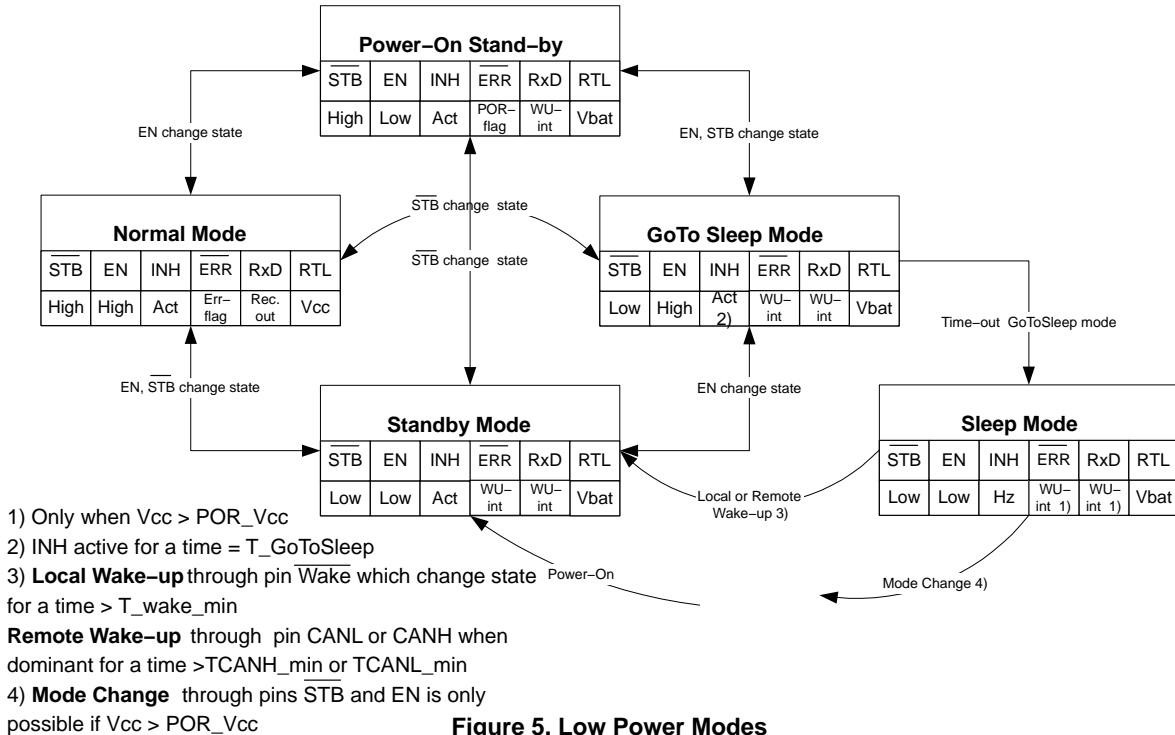 Power−On Stand−by
STB EN INH ERR RxD RTL
High Low Act POR−flag WU−int Vbat
EN change state
EN, STB change state
STB change state
STB change state
Normal Mode
STB EN INH ERR RxD RTL
High High Act Err−flag Rec. out Vcc
GoTo Sleep Mode
STB EN INH ERR RxD RTL
Low High Act 2) WU−int WU−int Vbat
Time−out GoToSleep mode
EN, STB change state
EN change state
Standby Mode
STB EN INH ERR RxD RTL
Low Low Act WU−int WU−int Vbat
Sleep Mode
STB EN INH ERR RxD RTL
Low Low Hz WU−int 1) WU−int 1) Vbat
Local or Remote
Wake−up 3)
Power−On
Mode Change 4)
1) Only when Vcc > POR_Vcc
2) INH active for a time = T_GoToSleep
3) Local Wake−up through pin Wake which change state
for a time > T_wake_min
Remote Wake−up through pin CANL or CANH when
dominant for a time >TCANH_min or TCANL_min
4) Mode Change through pins STB and EN is only
possible if Vcc > POR_Vcc
Figure 5. Low Power Modes